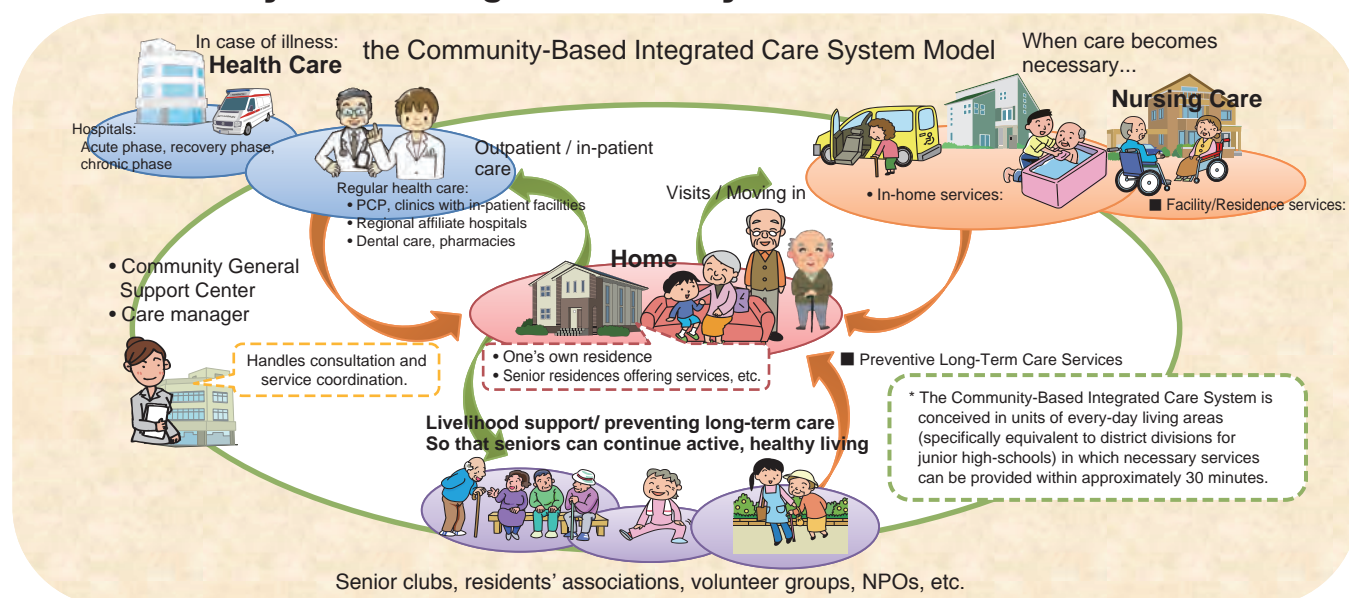 In case of illness:
Health Care
the Community-Based Integrated Care System Model
When care becomes
necessary...
Nursing Care
Hospitals:
Acute phase, recovery phase,
chronic phase
Outpatient / in-patient
care
Regular health care:
• PCP, clinics with in-patient facilities
• Regional affiliate hospitals
• Dental care, pharmacies
Visits / Moving in
• In-home services:
■ Facility/Residence services:
Home
• Community General
Support Center
• Care manager
Handles consultation and
service coordination.
• One's own residence
• Senior residences offering services, etc.
■ Preventive Long-Term Care Services
* The Community-Based Integrated Care System is
conceived in units of every-day living areas
(specifically equivalent to district divisions for
junior high-schools) in which necessary services
can be provided within approximately 30 minutes.
Livelihood support/ preventing long-term care
So that seniors can continue active, healthy living
Senior clubs, residents' associations, volunteer groups, NPOs, etc.